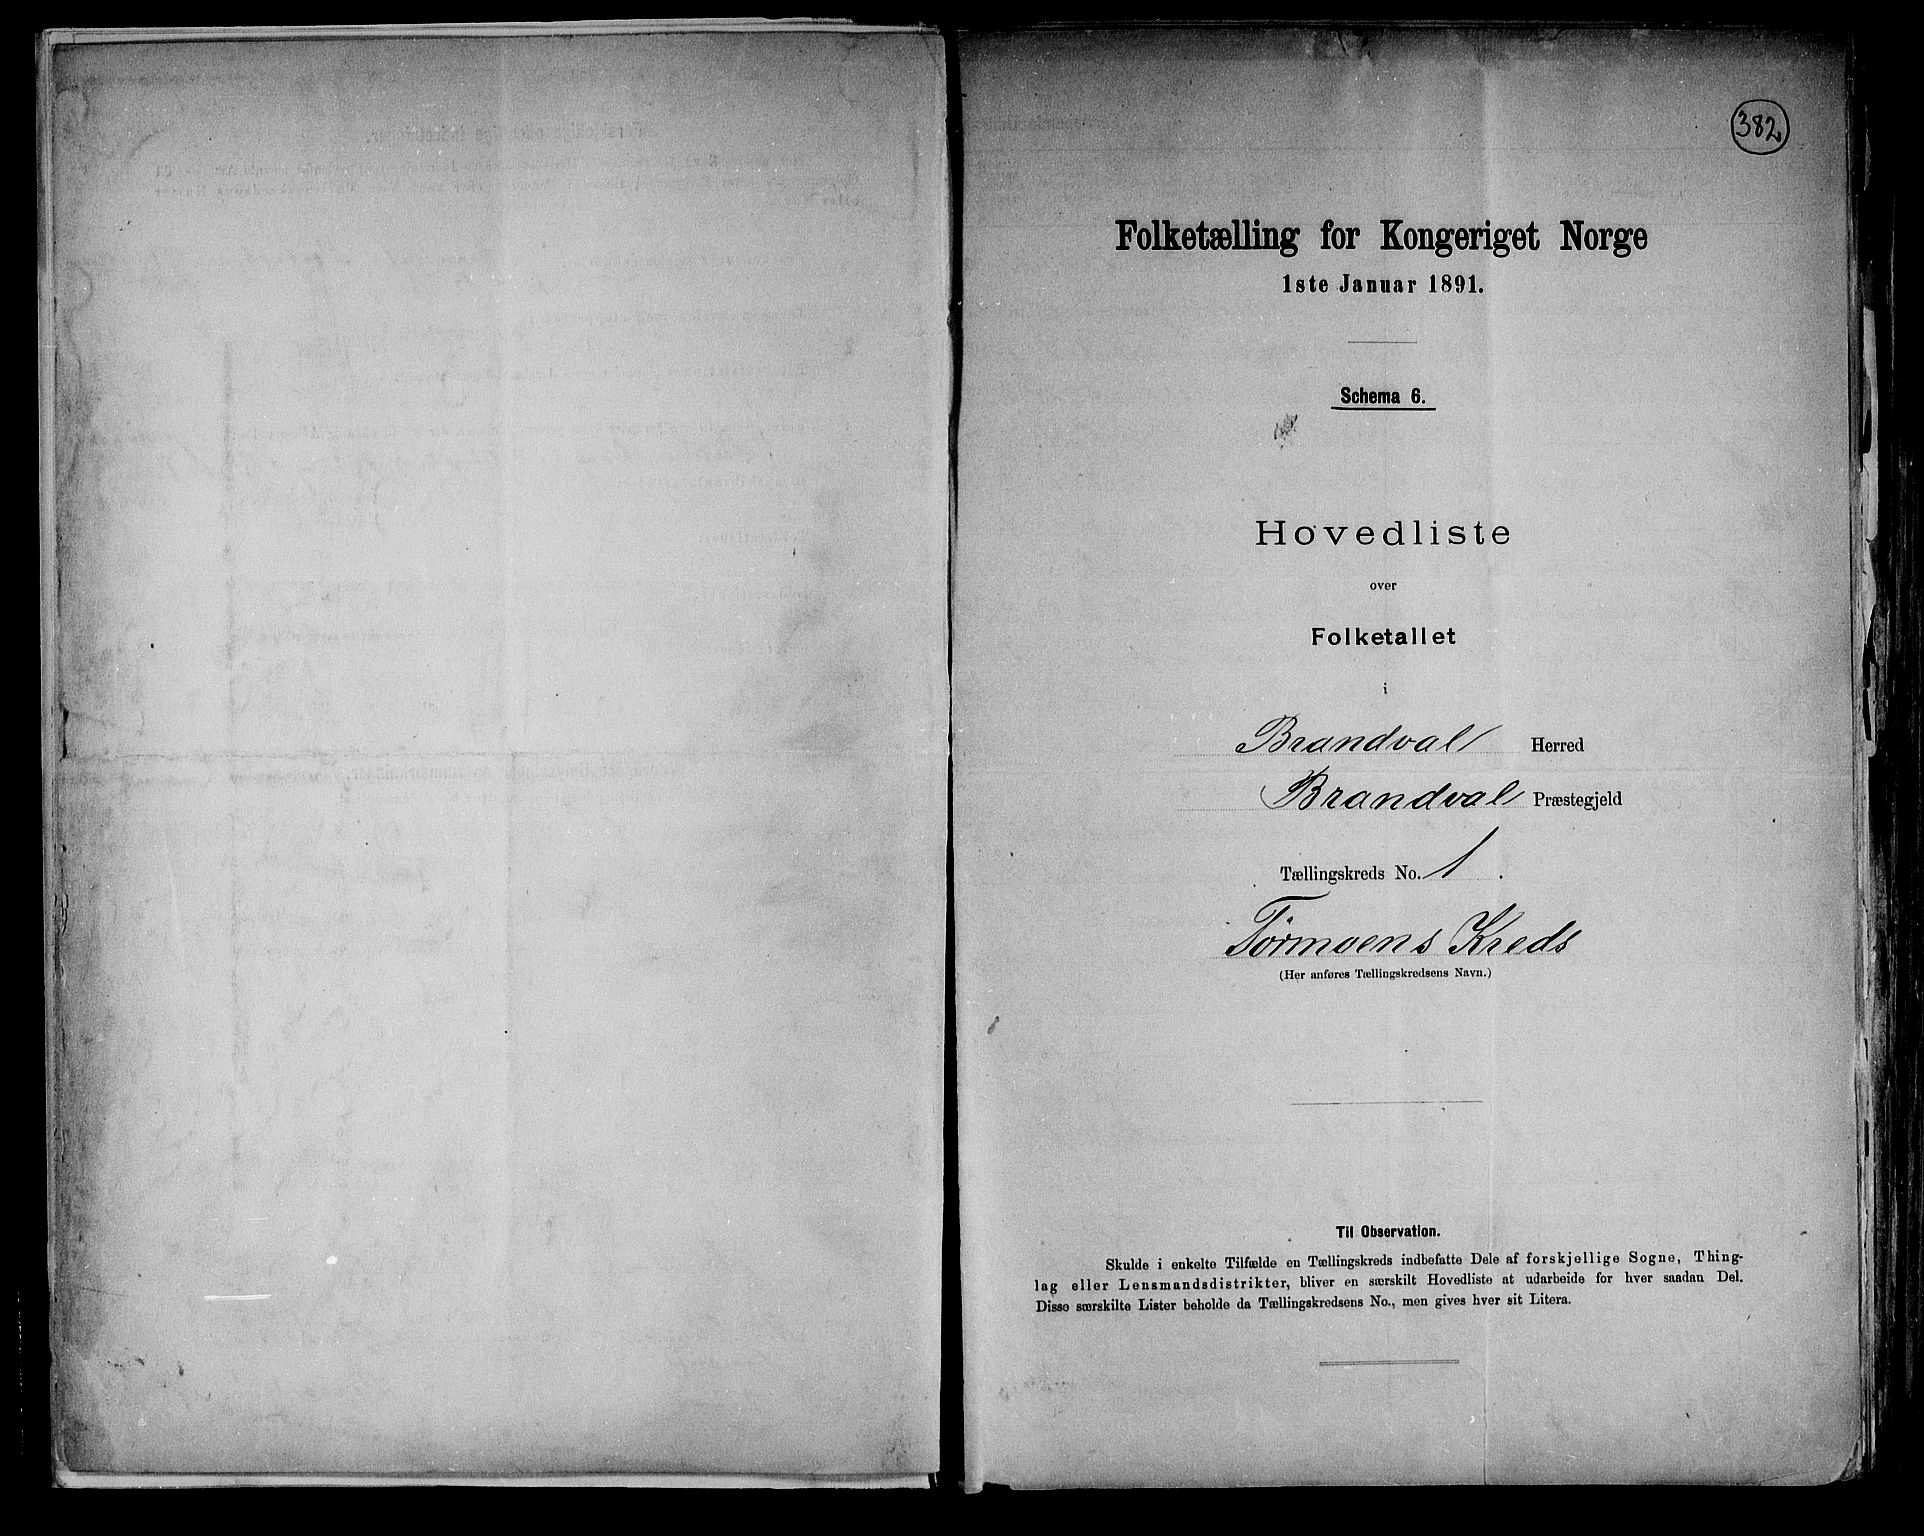 382
Folketælling for Kongeriget Norge
1ste Januar 1891.
Schema 6.
Hovedliste
over
Folketallet
i
Brandval Herred
Brandval Præstegjeld
Tællingskreds No. 1.
Tørmoens Kreds
(Her anføres Tællingskredsens Navn.)
Til Observation.
Skulde i enkelte Tilfælde en Tællingskreds indbefatte Dele af forskjellige Sogne, Thing-
lag eller Lensmandsdistrikter, bliver en særskilt Hovedliste at udarbeide for hver saadan Del.
Disse særskilte Lister beholde da Tællingskredsens No., men gives hver sit Litera.